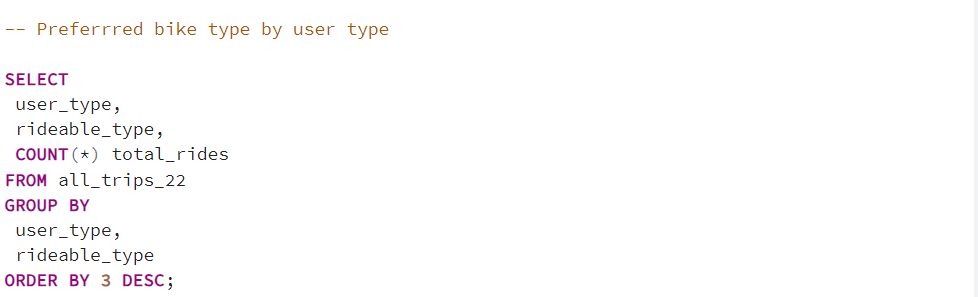 -- Preferrred bike type by user type
SELECT
user_type,
rideable_type,
COUNT(*) total_rides
FROM all_trips_22
GROUP BY
user_type,
rideable_type
ORDER BY 3 DESC;